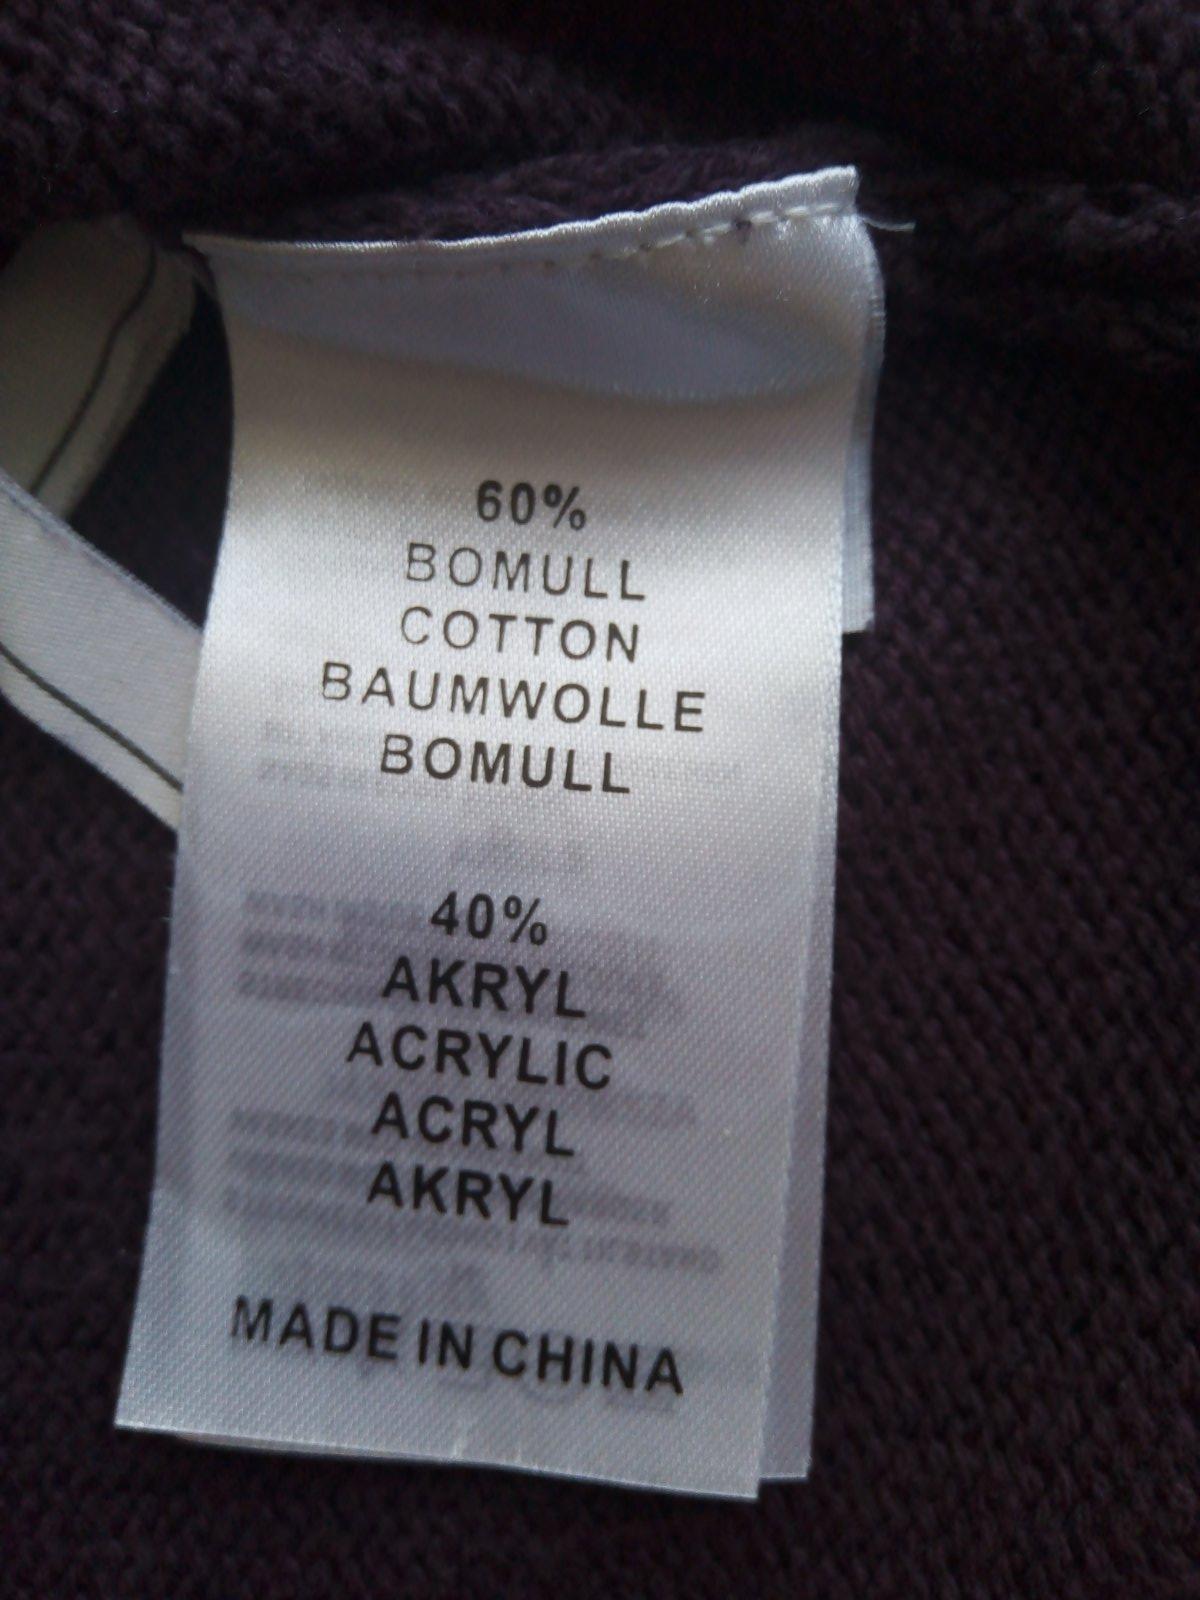 60%
BOMULL
COTTON
BAUMWOLLE
BOMULL
40%
AKRYL
ACRYLIC
ACRYL
AKRYL
MADE IN CHINA